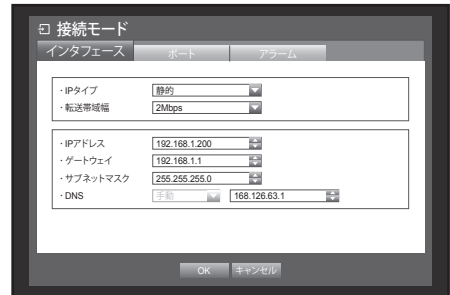 接続モード
インタフェース ポート アラーム
· IPタイプ 静的
· 転送帯域幅 2Mbps
· IPアドレス 192.168.1.200
· ゲートウェイ 192.168.1.1
· サブネットマスク 255.255.255.0
· DNS 手動 168.126.63.1
OK キャンセル